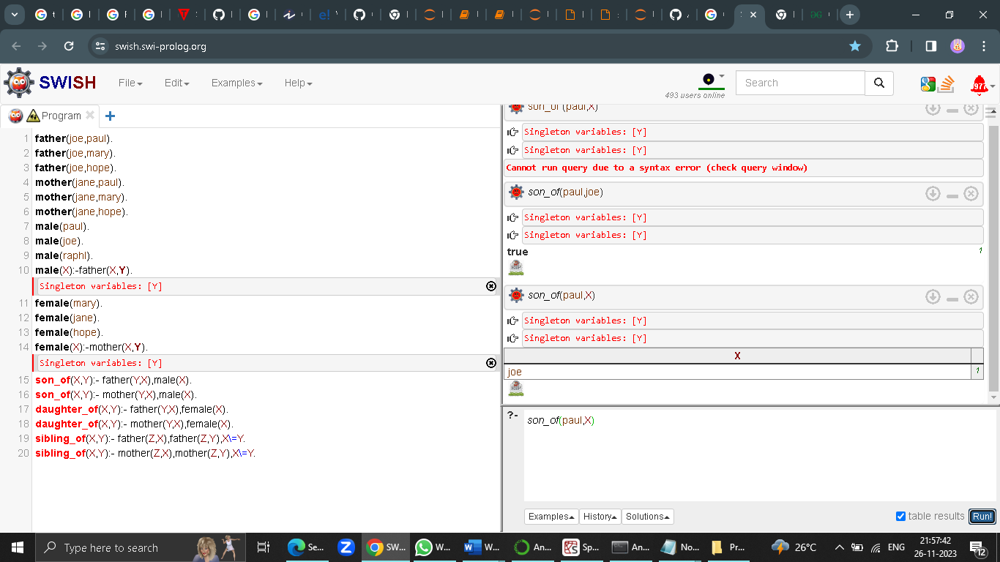 swish.swi-prolog.org
SWISH File Edit Examples Help 493 users online Search 977
Program
1 father(joe,paul).
2 father(joe,mary).
3 father(joe,hope).
4 mother(jane,paul).
5 mother(jane,mary).
6 mother(jane,hope).
7 male(paul).
8 male(joe).
9 male(raphl).
10 male(X):-father(X,Y).
Singleton variables: [Y]
11 female(mary).
12 female(jane).
13 female(hope).
14 female(X):-mother(X,Y).
Singleton variables: [Y]
15 son_of(X,Y):- father(Y,X),male(X).
16 son_of(X,Y):- mother(Y,X),male(X).
17 daughter_of(X,Y):- father(Y,X),female(X).
18 daughter_of(X,Y):- mother(Y,X),female(X).
19 sibling_of(X,Y):- father(Z,X),father(Z,Y),X\=Y.
20 sibling_of(X,Y):- mother(Z,X),mother(Z,Y),X\=Y.
son_of (paul,X)
Singleton variables: [Y]
Singleton variables: [Y]
Cannot run query due to a syntax error (check query window)
son_of(paul,joe)
Singleton variables: [Y]
Singleton variables: [Y]
true 1
RIP
son_of(paul,X)
Singleton variables: [Y]
Singleton variables: [Y]
X
joe 1
RIP
?- son_of(paul,X)
Examples History Solutions table results Run!
Type here to search Se... SW... W... W... An... Sp... An... No... Pr... 26°C ENG 21:57:42
26-11-2023 12